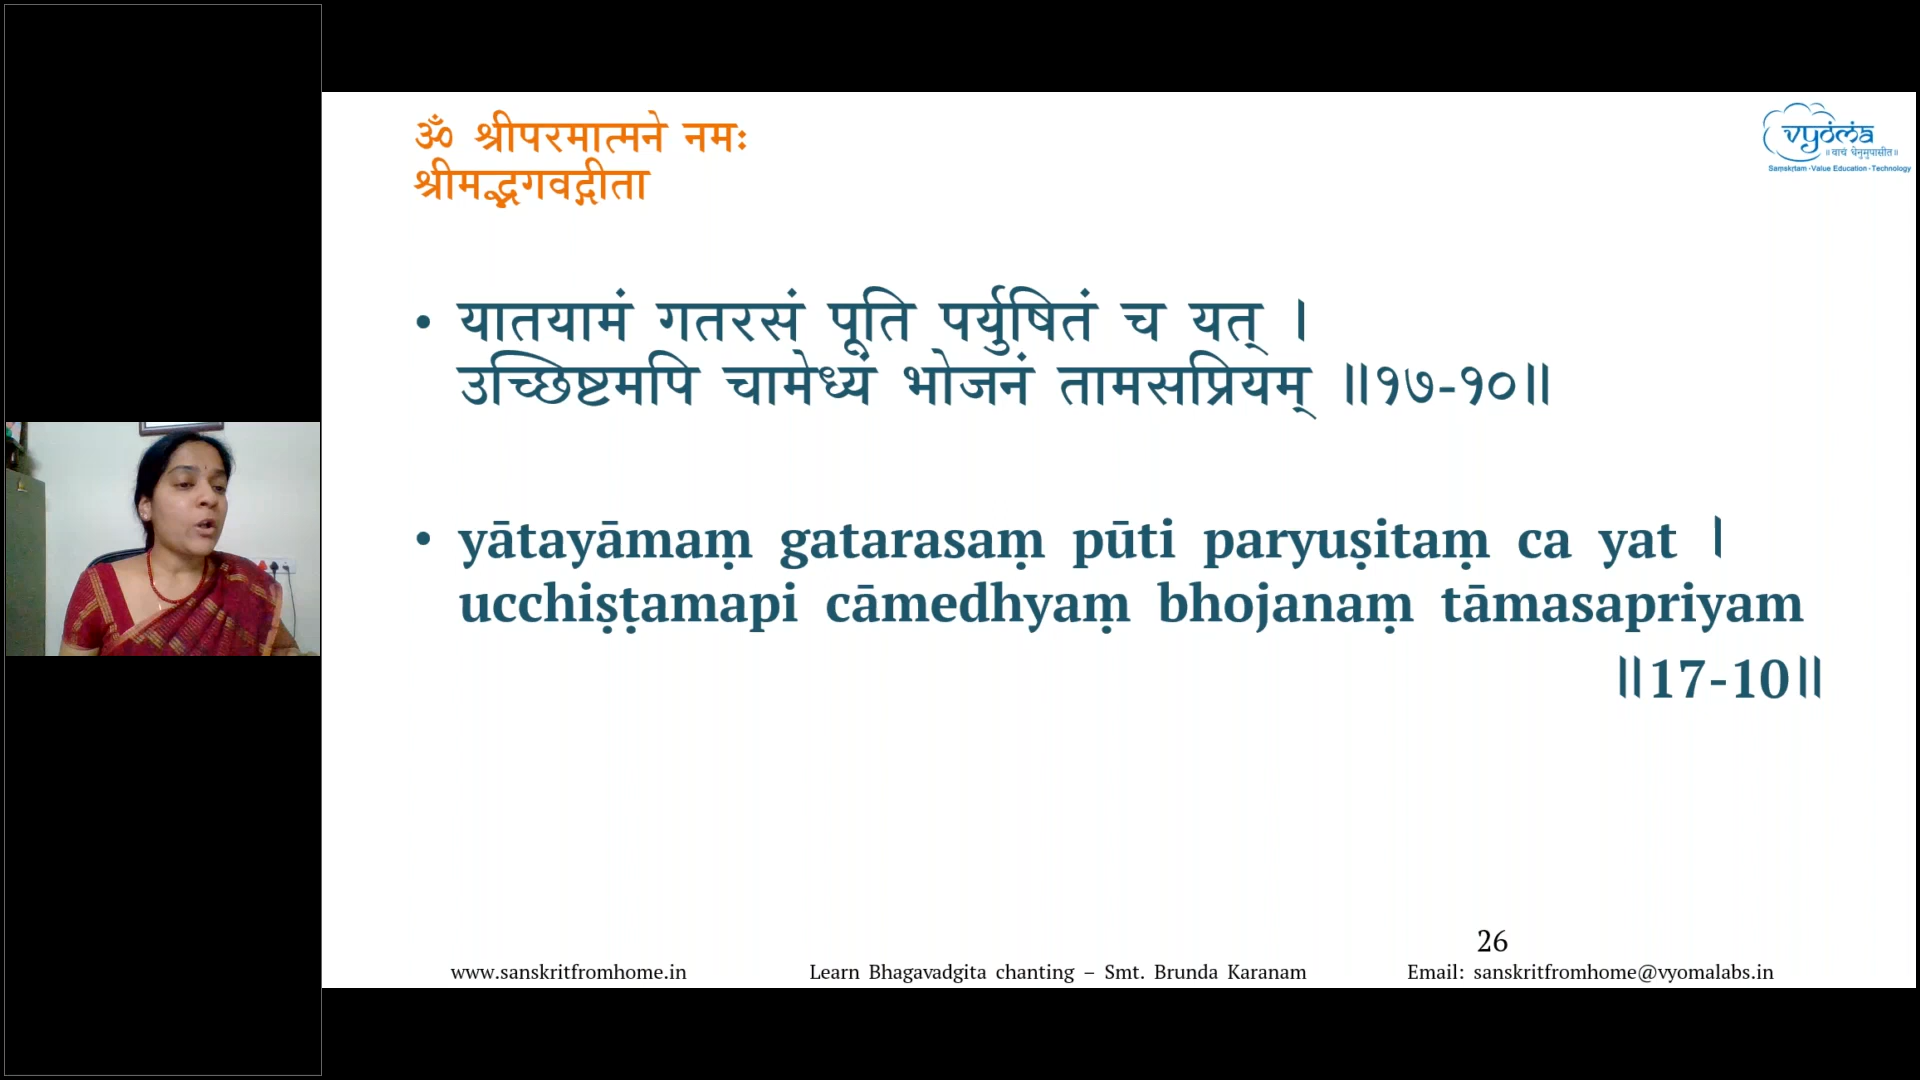 ॐ श्रीपरमात्मने नमः
श्रीमद्भगवद्गीता
vyoma
॥ वाचं धेनुमुपासीत॥
Saṃskṛtam - Value Education - Technology
• यातयामं गतरसं पूति पर्युषितं च यत् ।
उच्छिष्टमपि चामेध्यं भोजनं तामसप्रियम् ॥१७-१०॥
• yātayāmaṃ gatarasaṃ pūti paryuṣitaṃ ca yat ।
ucchiṣṭamapi cāmedhyaṃ bhojanaṃ tāmasapriyam
॥17-10॥
26
www.sanskritfromhome.in Learn Bhagavadgita chanting – Smt. Brunda Karanam Email: sanskritfromhome@vyomalabs.in